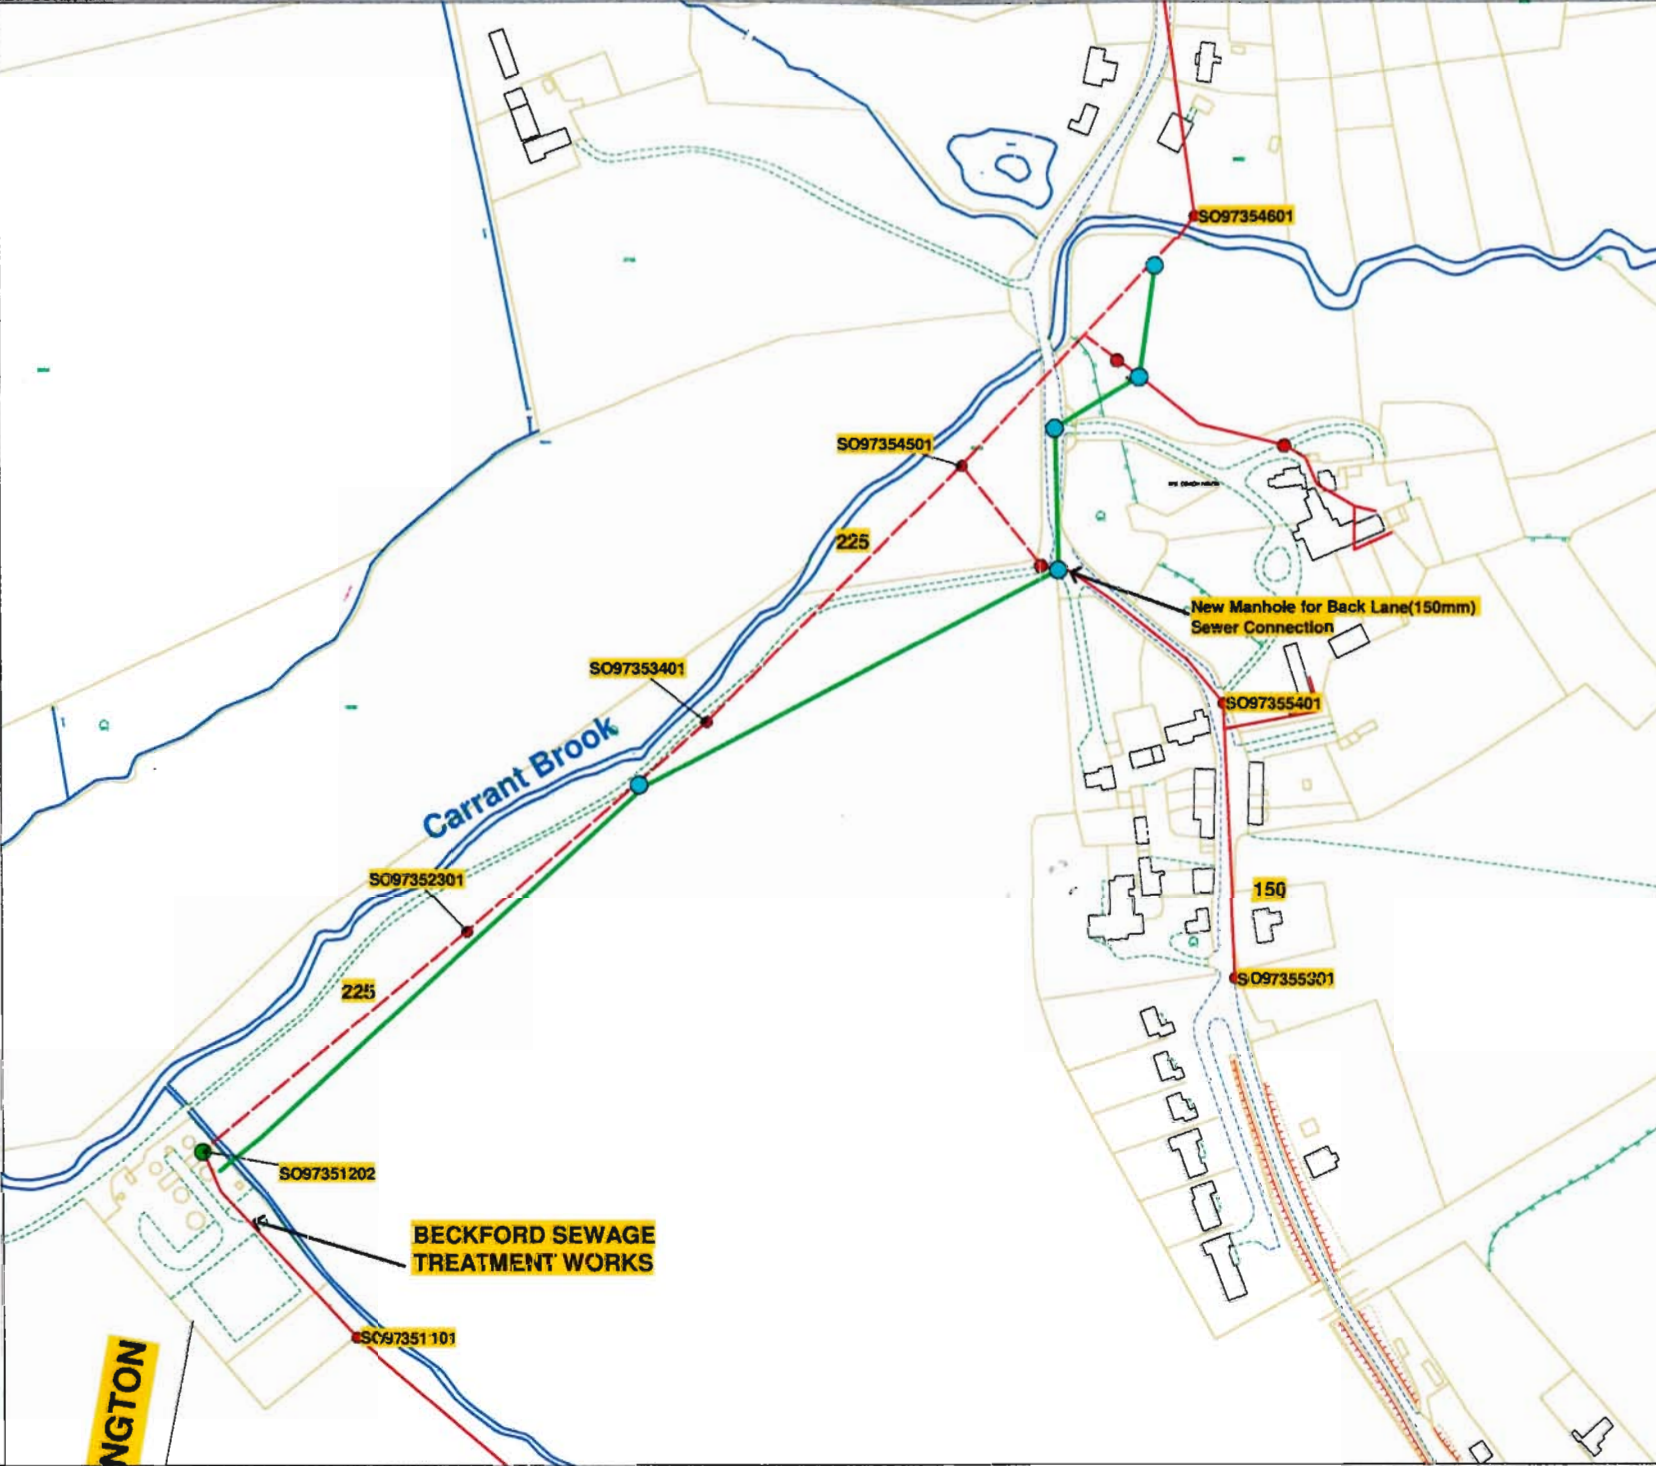 SO97354601
SO97354501
225
New Manhole for Back Lane(150mm)
Sewer Connection
SO97353401
SO97355401
Carrant Brook
SO97352301
150
SO97355301
225
SO97351202
BECKFORD SEWAGE
TREATMENT WORKS
SO97351101
NGTON